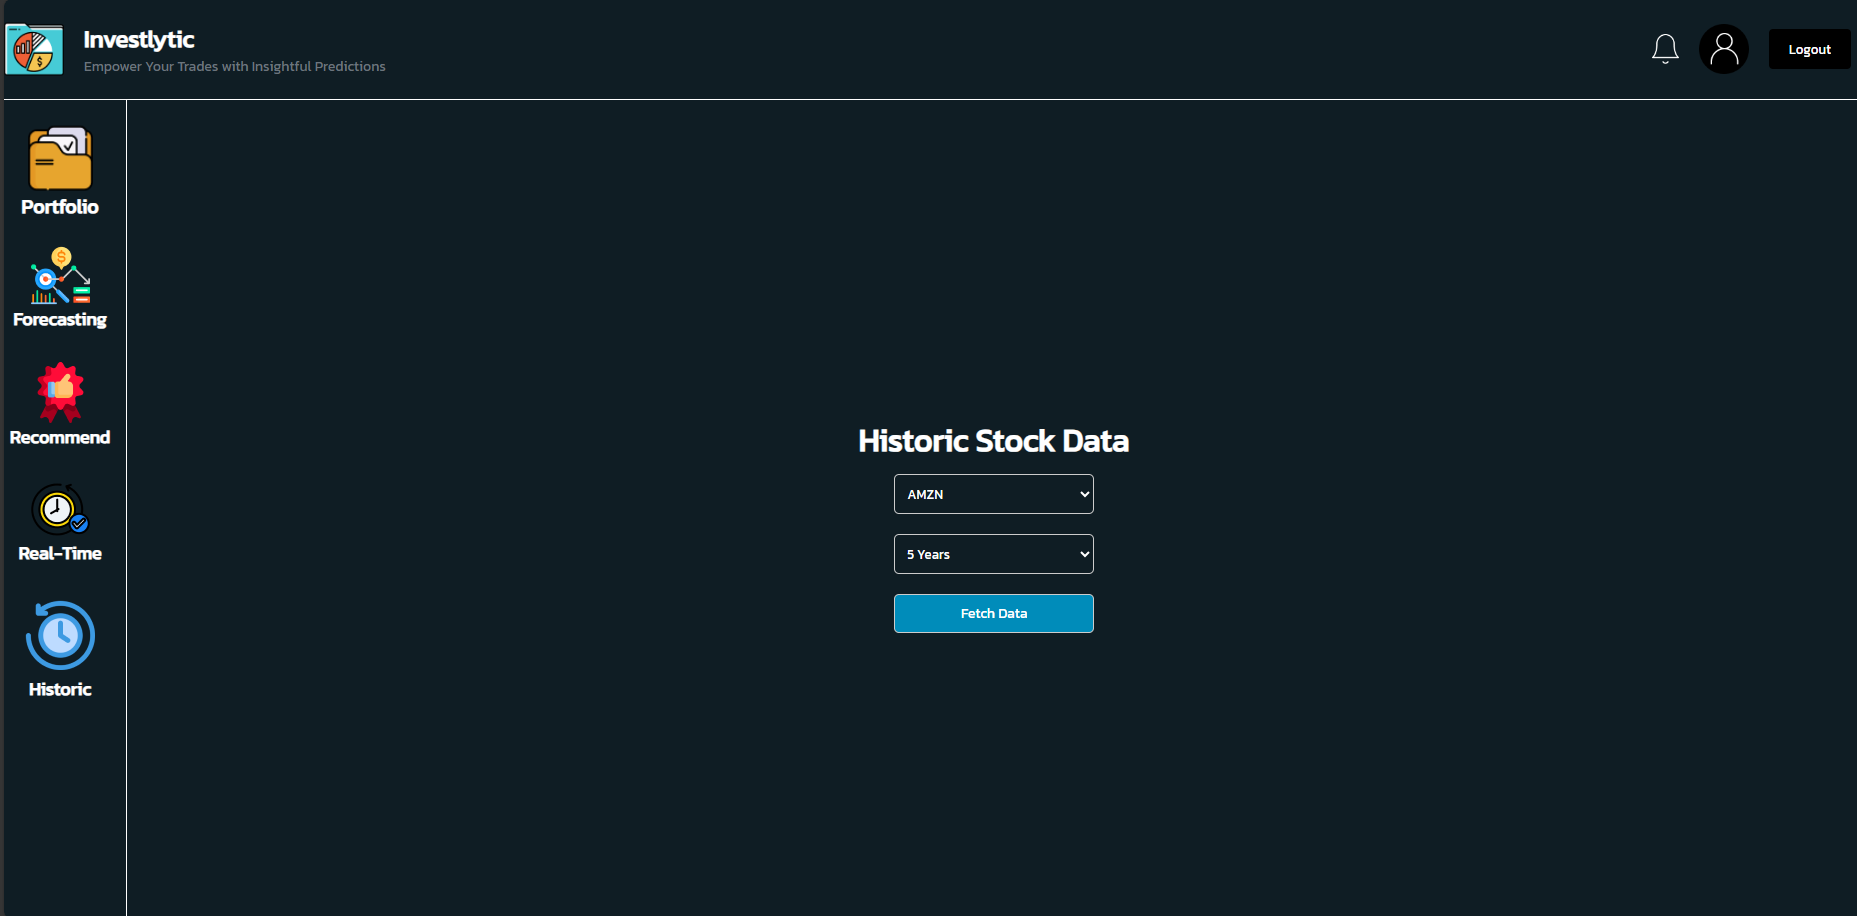 Investlytic
Empower Your Trades with Insightful Predictions
Logout
Portfolio
Forecasting
Recommend
Real-Time
Historic
Historic Stock Data
AMZN
5 Years
Fetch Data